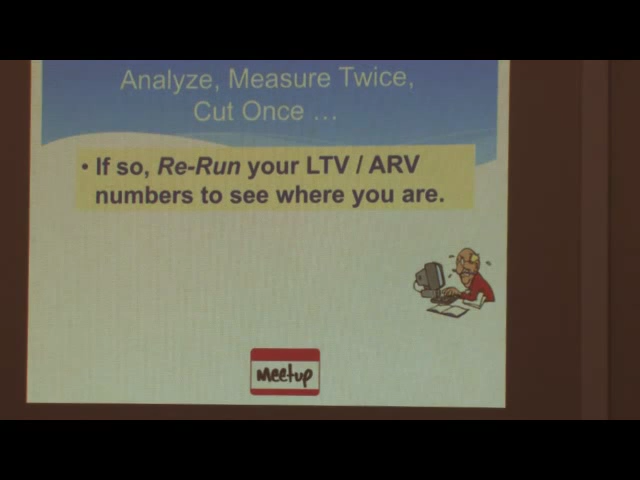 Analyze, Measure Twice,
Cut Once ...
• If so, Re-Run your LTV / ARV
numbers to see where you are.
meetup